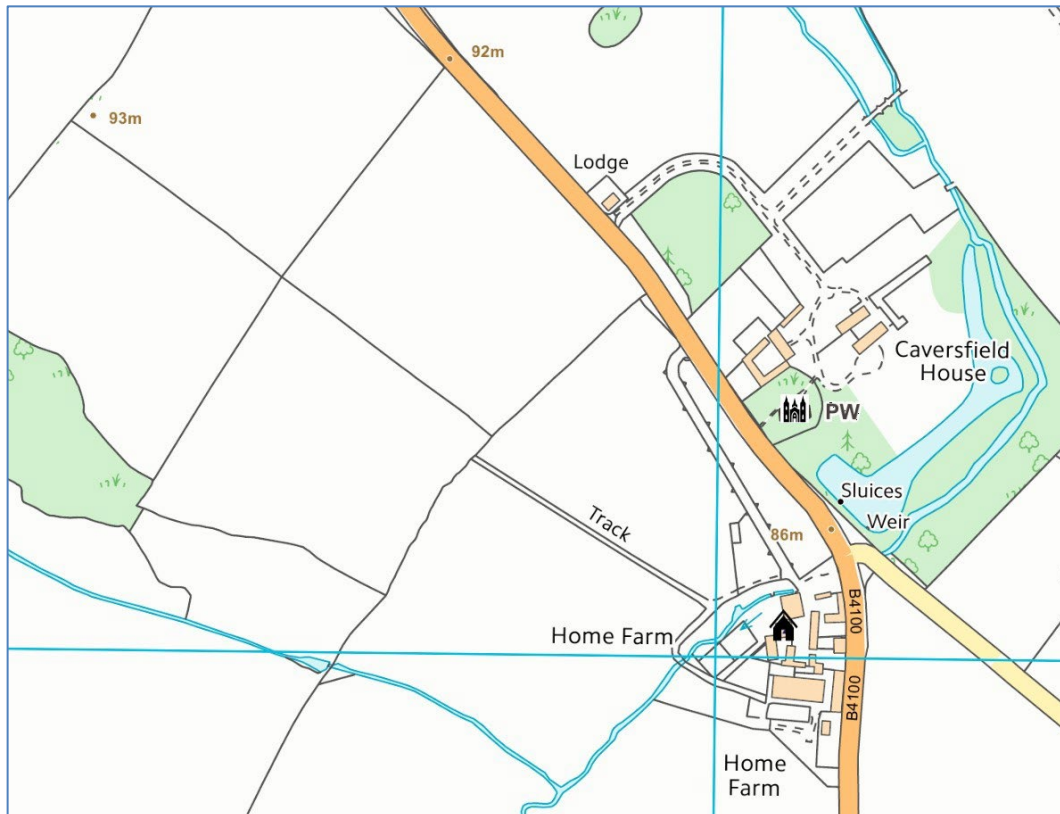 92m
93m
Lodge
Caversfield
House
PW
Sluices
Weir
Track
86m
B4100
Home Farm
B4100
Home
Farm